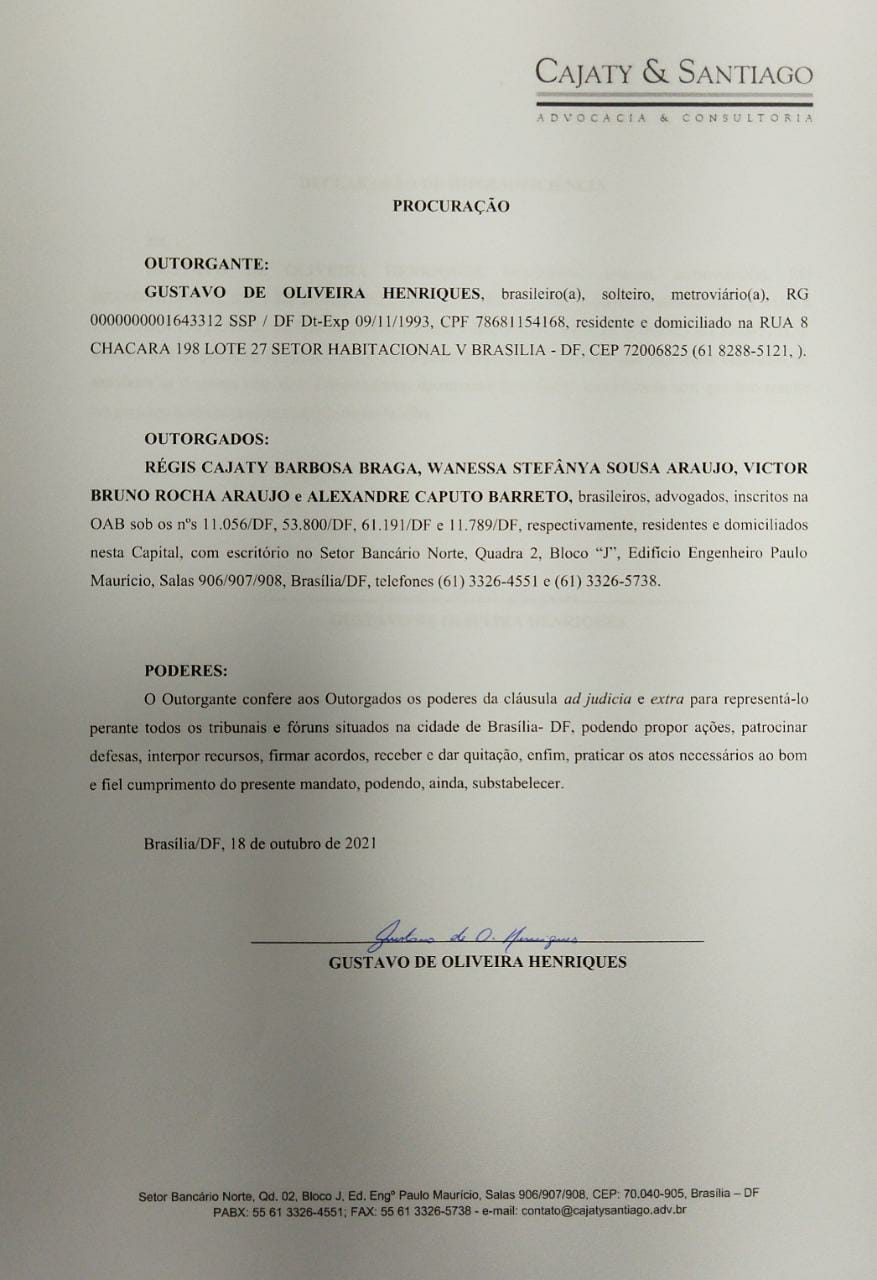 CAJATY & SANTIAGO
ADVOCACIA & CONSULTORIA
PROCURAÇÃO
OUTORGANTE:
GUSTAVO DE OLIVEIRA HENRIQUES, brasileiro(a), solteiro, metroviário(a), RG
0000000001643312 SSP / DF Dt-Exp 09/11/1993, CPF 78681154168, residente e domiciliado na RUA 8
CHACARA 198 LOTE 27 SETOR HABITACIONAL V BRASILIA - DF, CEP 72006825 (61 8288-5121, ).
OUTORGADOS:
RÉGIS CAJATY BARBOSA BRAGA, WANESSA STEFÂNYA SOUSA ARAUJO, VICTOR
BRUNO ROCHA ARAUJO e ALEXANDRE CAPUTO BARRETO, brasileiros, advogados, inscritos na
OAB sob os nºs 11.056/DF, 53.800/DF, 61.191/DF e 11.789/DF, respectivamente, residentes e domiciliados
nesta Capital, com escritório no Setor Bancário Norte, Quadra 2, Bloco “J”, Edifício Engenheiro Paulo
Maurício, Salas 906/907/908, Brasília/DF, telefones (61) 3326-4551 e (61) 3326-5738.
PODERES:
O Outorgante confere aos Outorgados os poderes da cláusula ad judicia e extra para representá-lo
perante todos os tribunais e fóruns situados na cidade de Brasília- DF, podendo propor ações, patrocinar
defesas, interpor recursos, firmar acordos, receber e dar quitação, enfim, praticar os atos necessários ao bom
e fiel cumprimento do presente mandato, podendo, ainda, substabelecer.
Brasília/DF, 18 de outubro de 2021
Gustavo de O. Henriques
GUSTAVO DE OLIVEIRA HENRIQUES
Setor Bancário Norte, Qd. 02, Bloco J, Ed. Engº Paulo Maurício, Salas 906/907/908, CEP: 70.040-905, Brasília – DF
PABX: 55 61 3326-4551; FAX: 55 61 3326-5738 - e-mail: contato@cajatysantiago.adv.br